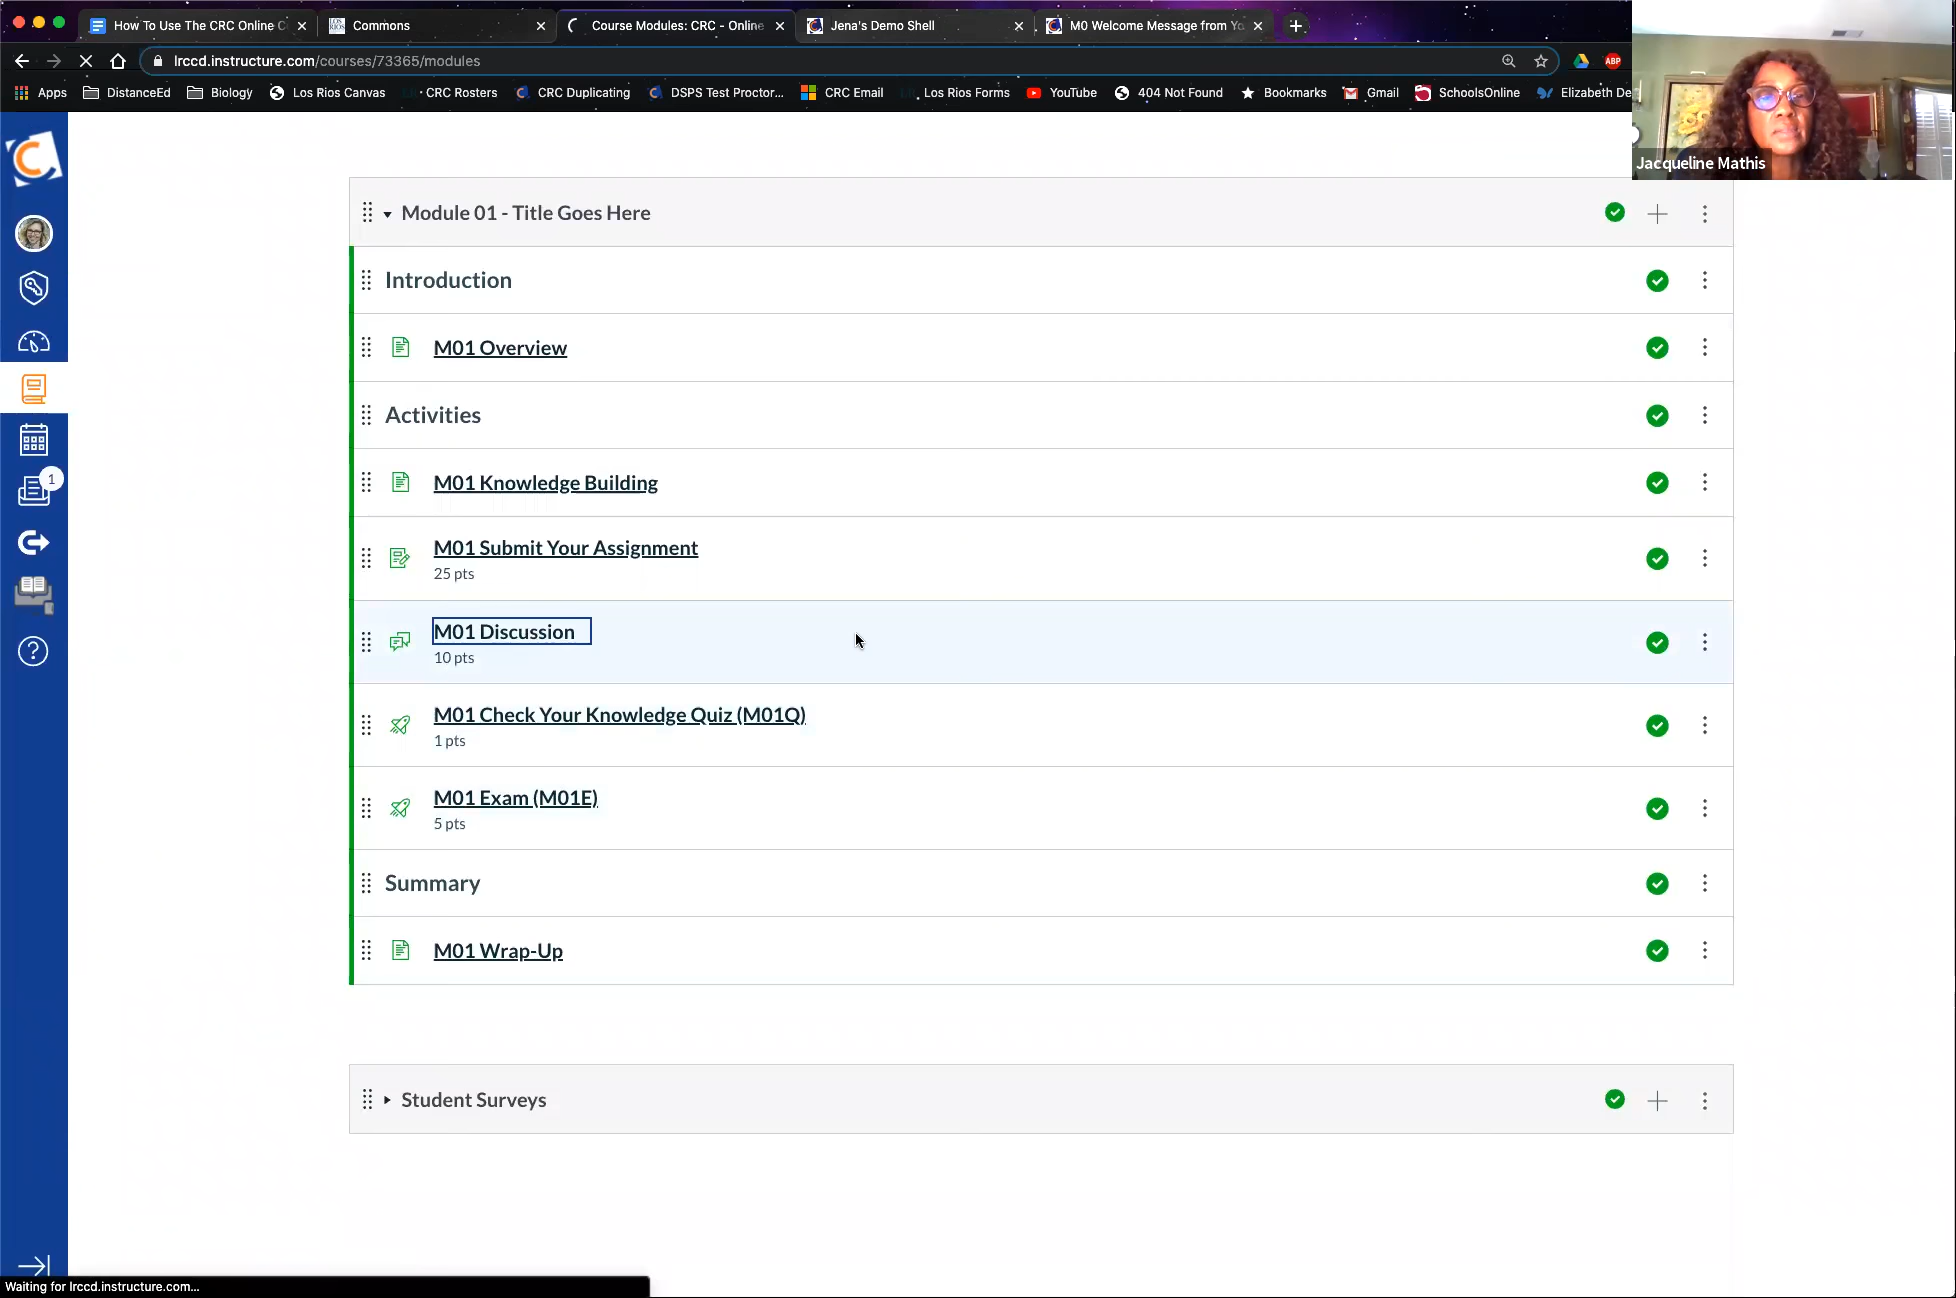 How To Use The CRC Online C
Commons
Course Modules: CRC - Online
Jena's Demo Shell
M0 Welcome Message from Yo
lrccd.instructure.com/courses/73365/modules
ABP
Apps
DistanceEd
Biology
Los Rios Canvas
CRC Rosters
CRC Duplicating
DSPS Test Proctor...
CRC Email
Los Rios Forms
YouTube
404 Not Found
Bookmarks
Gmail
SchoolsOnline
Elizabeth De
Jacqueline Mathis
Module 01 - Title Goes Here
Introduction
M01 Overview
Activities
M01 Knowledge Building
1
M01 Submit Your Assignment
25 pts
M01 Discussion
10 pts
M01 Check Your Knowledge Quiz (M01Q)
1 pts
M01 Exam (M01E)
5 pts
Summary
M01 Wrap-Up
Student Surveys
Waiting for lrccd.instructure.com...